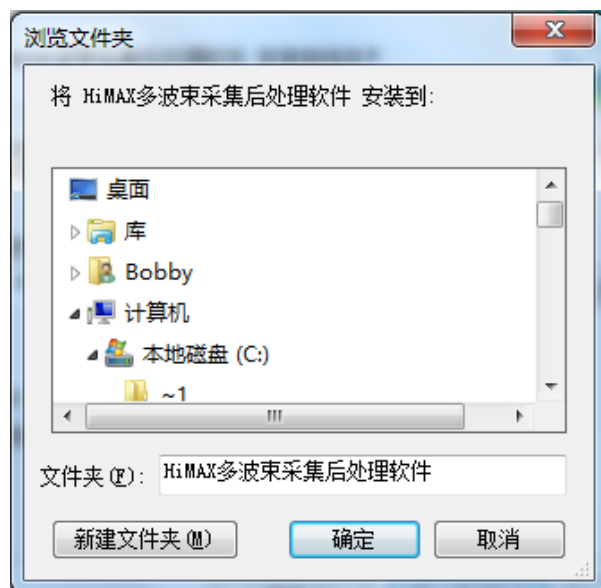 浏览文件夹
将 HiMAX多波束采集后处理软件 安装到:
桌面
库
Bobby
计算机
本地磁盘 (C:)
~1
文件夹(F): HiMAX多波束采集后处理软件
新建文件夹(M) 确定 取消